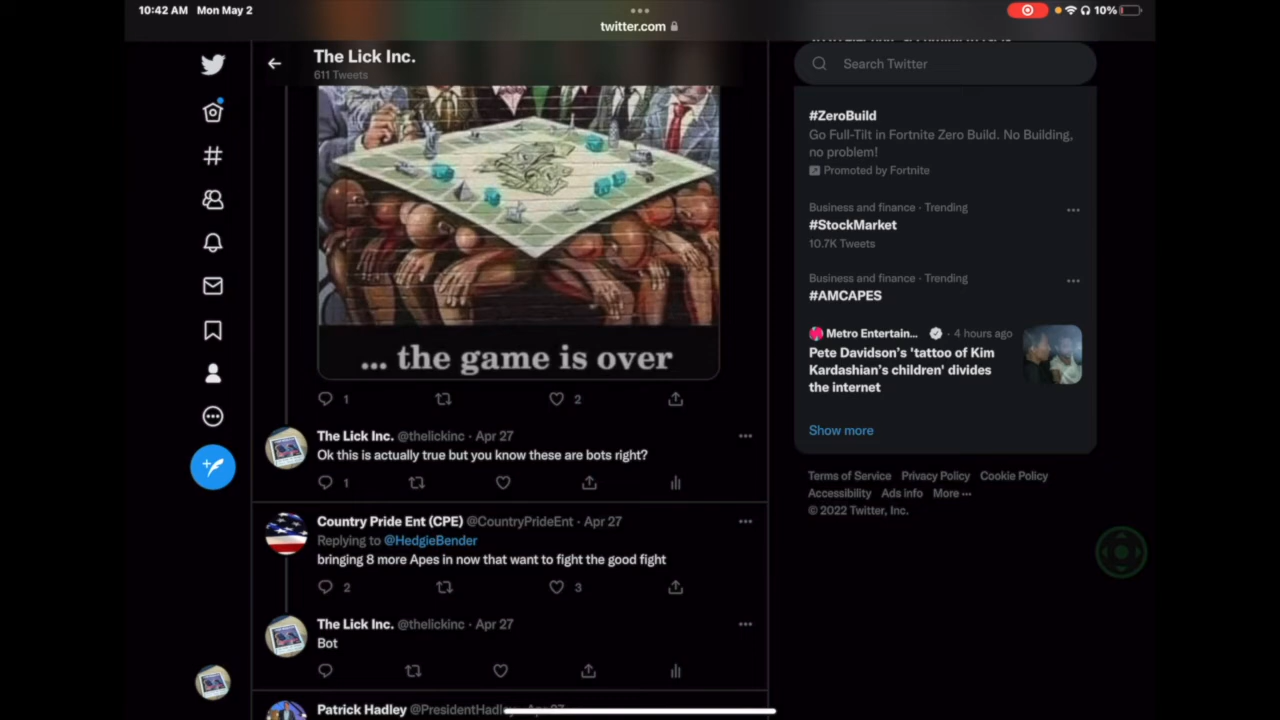 10:42 AM Mon May 2
twitter.com
10%
The Lick Inc.
611 Tweets
... the game is over
1
2
The Lick Inc. @thelickinc · Apr 27
Ok this is actually true but you know these are bots right?
1
Country Pride Ent (CPE) @CountryPrideEnt · Apr 27
Replying to @HedgieBender
bringing 8 more Apes in now that want to fight the good fight
2
3
The Lick Inc. @thelickinc · Apr 27
Bot
Patrick Hadley
Search Twitter
#ZeroBuild
Go Full-Tilt in Fortnite Zero Build. No Building,
no problem!
Promoted by Fortnite
Business and finance · Trending
#StockMarket
10.7K Tweets
Business and finance · Trending
#AMCAPES
Metro Entertain... · 4 hours ago
Pete Davidson's 'tattoo of Kim
Kardashian's children' divides
the internet
Show more
Terms of Service Privacy Policy Cookie Policy
Accessibility Ads info More ···
© 2022 Twitter, Inc.